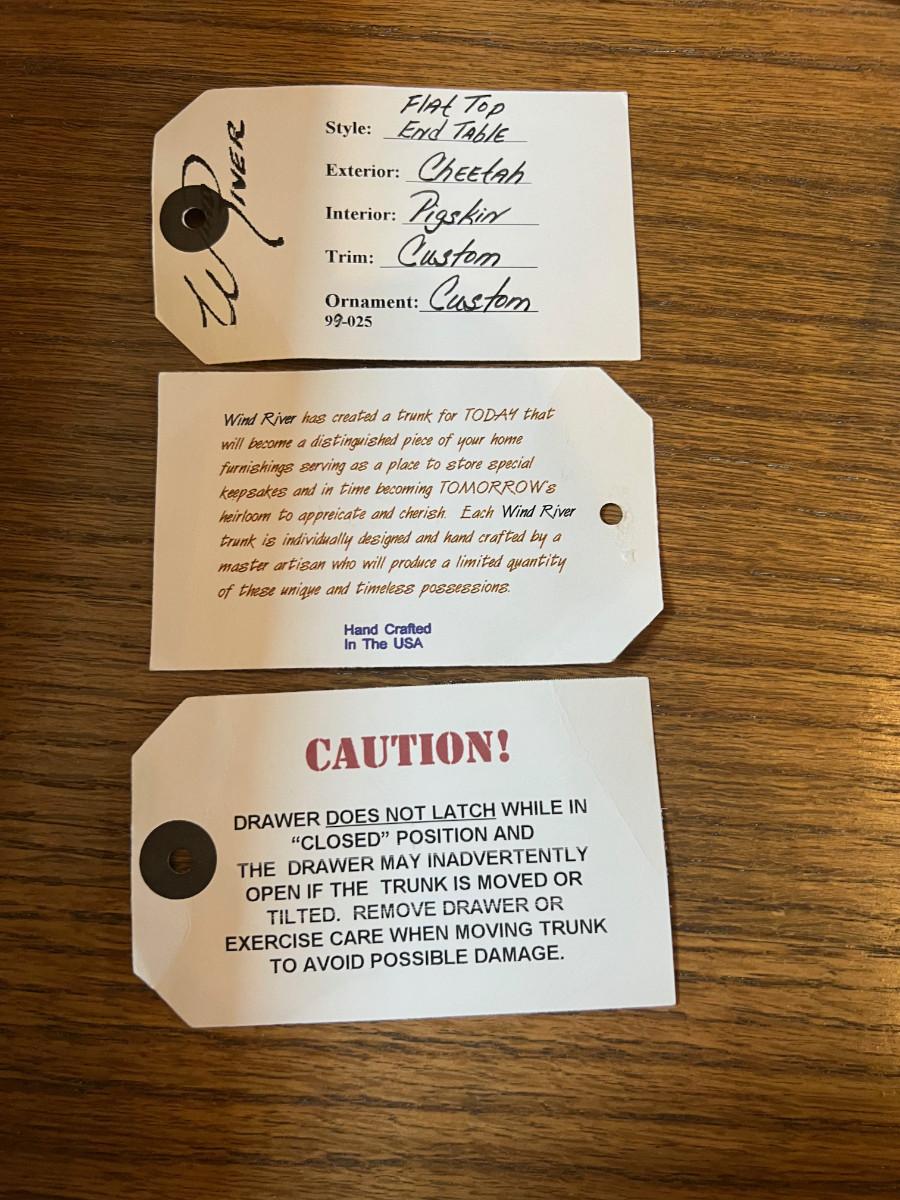 Wind River
Flat Top
Style: End Table
Exterior: Cheetah
Interior: Pigskin
Trim: Custom
Ornament: Custom
99-025
Wind River has created a trunk for TODAY that
will become a distinguished piece of your home
furnishings serving as a place to store special
keepsakes and in time becoming TOMORROW's
heirloom to appreicate and cherish. Each Wind River
trunk is individually designed and hand crafted by a
master artisan who will produce a limited quantity
of these unique and timeless possessions.
Hand Crafted
In The USA
CAUTION!
DRAWER DOES NOT LATCH WHILE IN
“CLOSED” POSITION AND
THE DRAWER MAY INADVERTENTLY
OPEN IF THE TRUNK IS MOVED OR
TILTED. REMOVE DRAWER OR
EXERCISE CARE WHEN MOVING TRUNK
TO AVOID POSSIBLE DAMAGE.